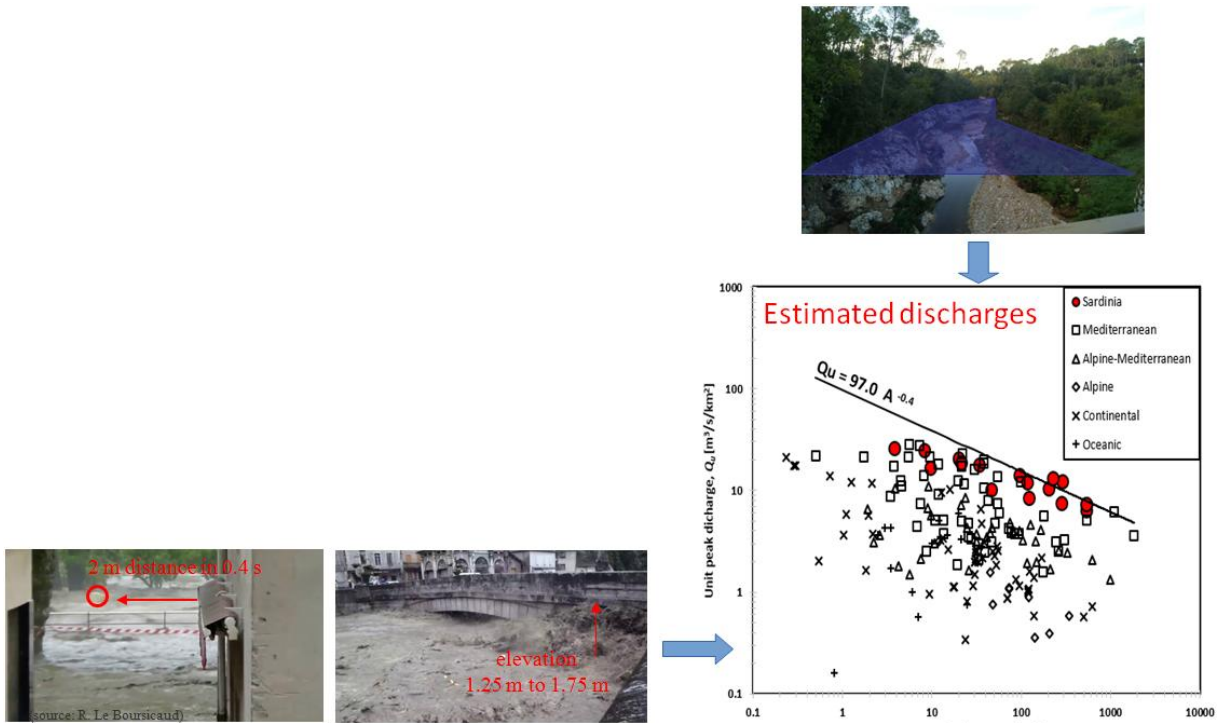 1000
100
10
1
0.1
Unit peak dicharge, Qu [m³/s/km²]
Estimated discharges
Qu = 97.0 A -0.4
Sardinia
Mediterranean
Alpine-Mediterranean
Alpine
Continental
Oceanic
0.1 1 10 100 1000 10000
2 m distance in 0.4 s
(source: R. Le Boursicaud)
elevation
1.25 m to 1.75 m